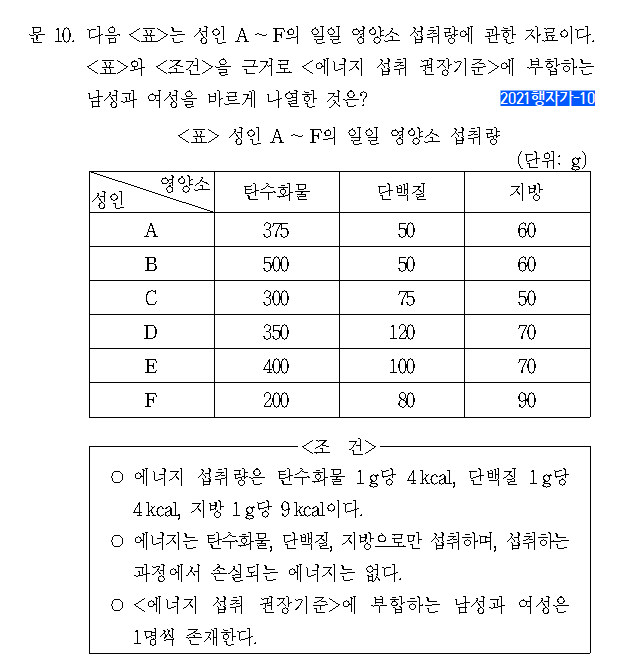 문 10. 다음 <표>는 성인 A ~ F의 일일 영양소 섭취량에 관한 자료이다.
<표>와 <조건>을 근거로 <에너지 섭취 권장기준>에 부합하는
남성과 여성을 바르게 나열한 것은?
2021행자가-10
<표> 성인 A ~ F의 일일 영양소 섭취량
(단위: g)
영양소 탄수화물 단백질 지방
성인
A 375 50 60
B 500 50 60
C 300 75 50
D 350 120 70
E 400 100 70
F 200 80 90
<조 건>
○ 에너지 섭취량은 탄수화물 1g당 4kcal, 단백질 1g당
4kcal, 지방 1g당 9kcal이다.
○ 에너지는 탄수화물, 단백질, 지방으로만 섭취하며, 섭취하는
과정에서 손실되는 에너지는 없다.
○ <에너지 섭취 권장기준>에 부합하는 남성과 여성은
1명씩 존재한다.